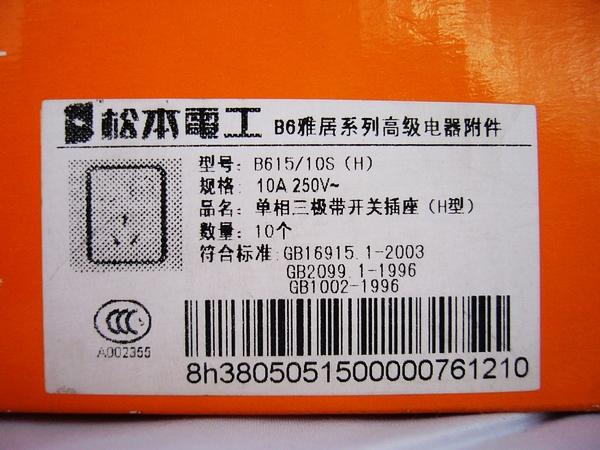 松本電工 B6雅居系列高级电器附件
型号: B615/10S (H)
规格: 10A 250V~
品名: 单相三极带开关插座 (H型)
数量: 10个
符合标准:GB16915.1-2003
GB2099.1-1996
GB1002-1996
CCC
A002355
8h3805051500000761210